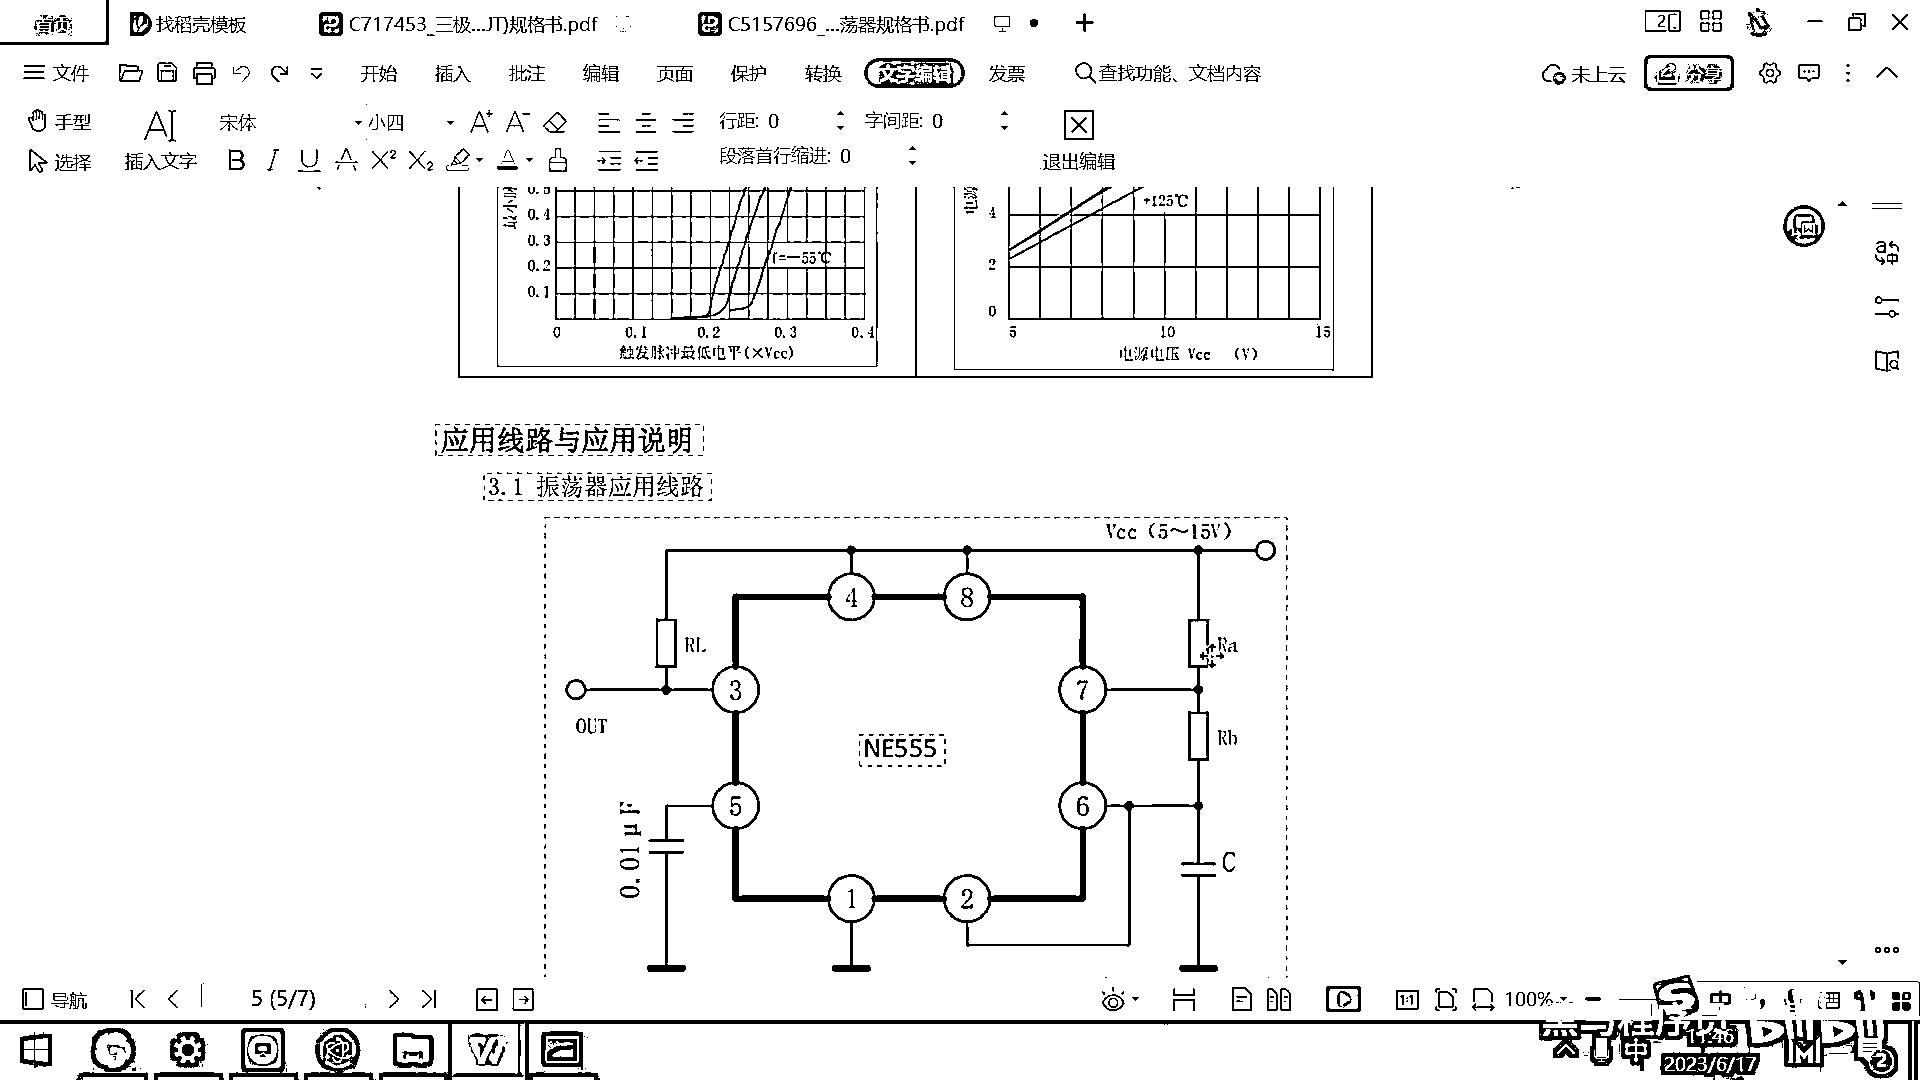 首页
找稻壳模板
C717453_三极...JT)规格书.pdf
C5157696_...荡器规格书.pdf
文件
开始
插入
批注
编辑
页面
保护
转换
文字编辑
发票
查找功能、文档内容
未上云
分享
手型
插入文字
宋体
小四
行距: 0
字间距: 0
选择
段落首行缩进: 0
退出编辑
0.5
0.4
0.3
0.2
0.1
t=-55℃
0 0.1 0.2 0.3 0.4
触发脉冲最低电平(×Vcc)
+125℃
4
2
0
5 10 15
电源电压 Vcc (V)
应用线路与应用说明
3.1 振荡器应用线路
Vcc (5～15V)
4
8
RL
Ra
3
7
OUT
NE555
Rb
5
6
0.01μF
C
1
2
导航
5 (5/7)
1:1
100%
中
中
11:46
2023/6/17